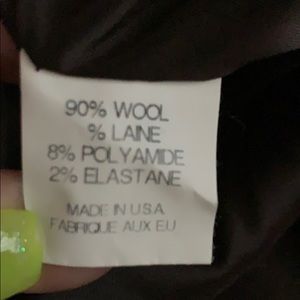 90% WOOL
% LAINE
8% POLYAMIDE
2% ELASTANE
MADE IN U.S.A.
FABRIQUE AUX EU